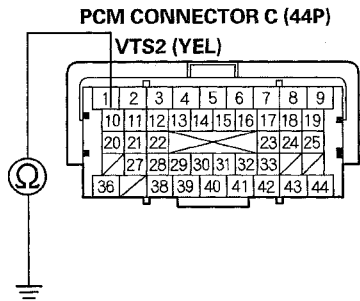 PCM CONNECTOR C (44P)
VTS2 (YEL)
1 2 3 4 5 6 7 8 9
10 11 12 13 14 15 16 17 18 19
20 21 22 23 24 25
27 28 29 30 31 32 33
Ω 36 38 39 40 41 42 43 44